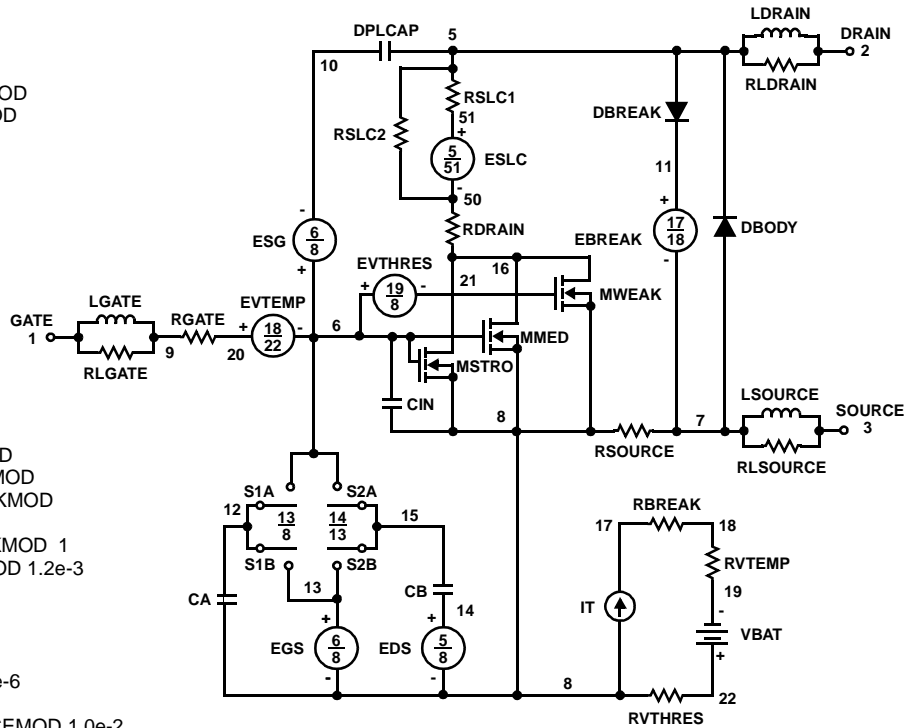 LDRAIN
DPLCAP
5
DRAIN
2
10
RLDRAIN
OD
RSLC1
DBREAK
51
+
RSLC2
5
51
ESLC
11
-
50
-
+
RDRAIN
17
18
DBODY
ESG
6
8
EBREAK
EVTHRES
16
-
+
+
19
8
-
21
MWEAK
LGATE
EVTEMP
GATE
1
RGATE
+
18
22
-
6
MMED
9
20
MSTRO
RLGATE
CIN
LSOURCE
8
7
SOURCE
3
RSOURCE
RLSOURCE
D
MOD
S1A
S2A
KMOD
RBREAK
12
13
8
14
13
15
17
18
KMOD 1
S1B
S2B
RVTEMP
OD 1.2e-3
13
CB
19
CA
14
IT
-
+
+
VBAT
EGS
6
8
EDS
5
8
+
-
-
e-6
8
22
CEMOD 1.0e-2
RVTHRES